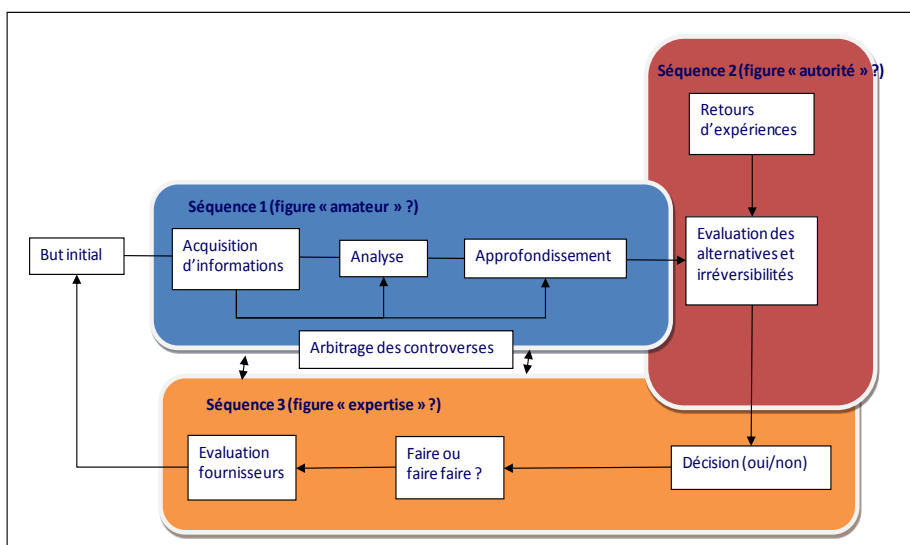 Séquence 2 (figure « autorité » ?)
Retours
d’expériences
Séquence 1 (figure « amateur » ?)
But initial
Acquisition
d’informations
Analyse
Approfondissement
Evaluation des
alternatives et
irréversibilités
Arbitrage des controverses
Séquence 3 (figure « expertise » ?)
Evaluation
fournisseurs
Faire ou
faire faire ?
Décision (oui/non)